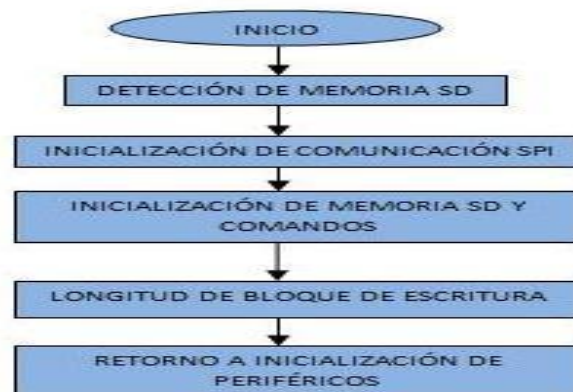 INICIO
DETECCIÓN DE MEMORIA SD
INICIALIZACIÓN DE COMUNICACIÓN SPI
INICIALIZACIÓN DE MEMORIA SD Y
COMANDOS
LONGITUD DE BLOQUE DE ESCRITURA
RETORNO A INICIALIZACIÓN DE
PERIFÉRICOS